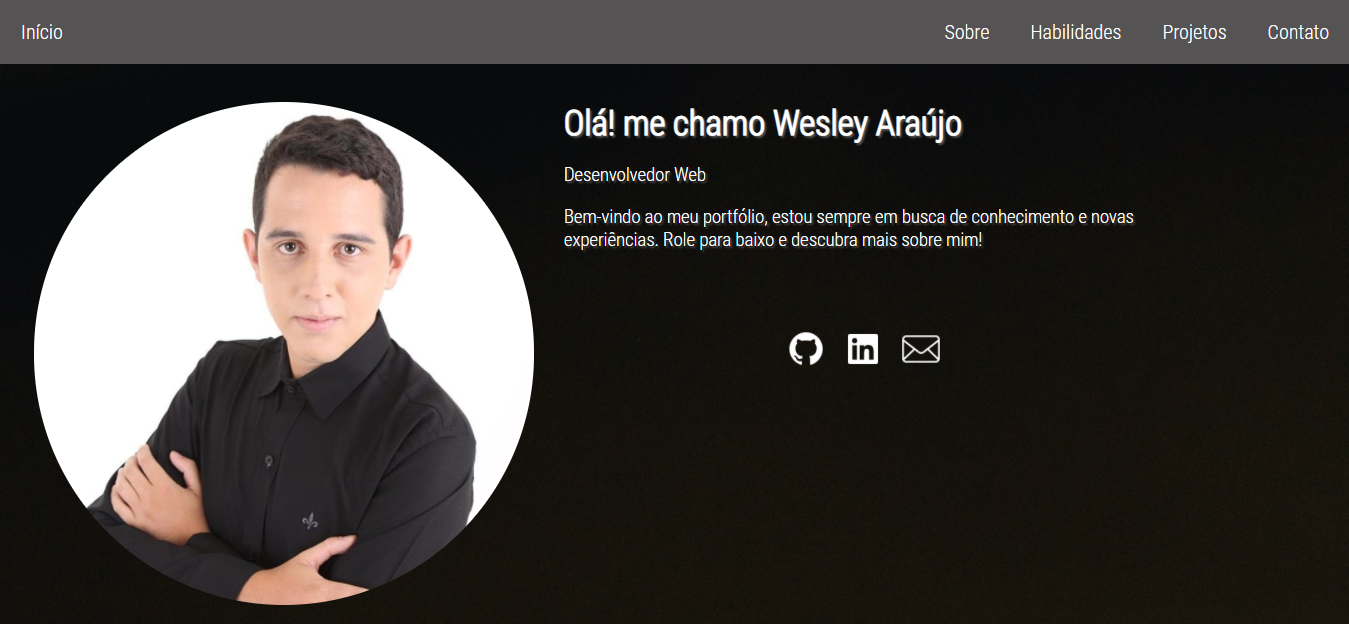 Início
Sobre
Habilidades
Projetos
Contato
Olá! me chamo Wesley Araújo
Desenvolvedor Web
Bem-vindo ao meu portfólio, estou sempre em busca de conhecimento e novas
experiências. Role para baixo e descubra mais sobre mim!
in